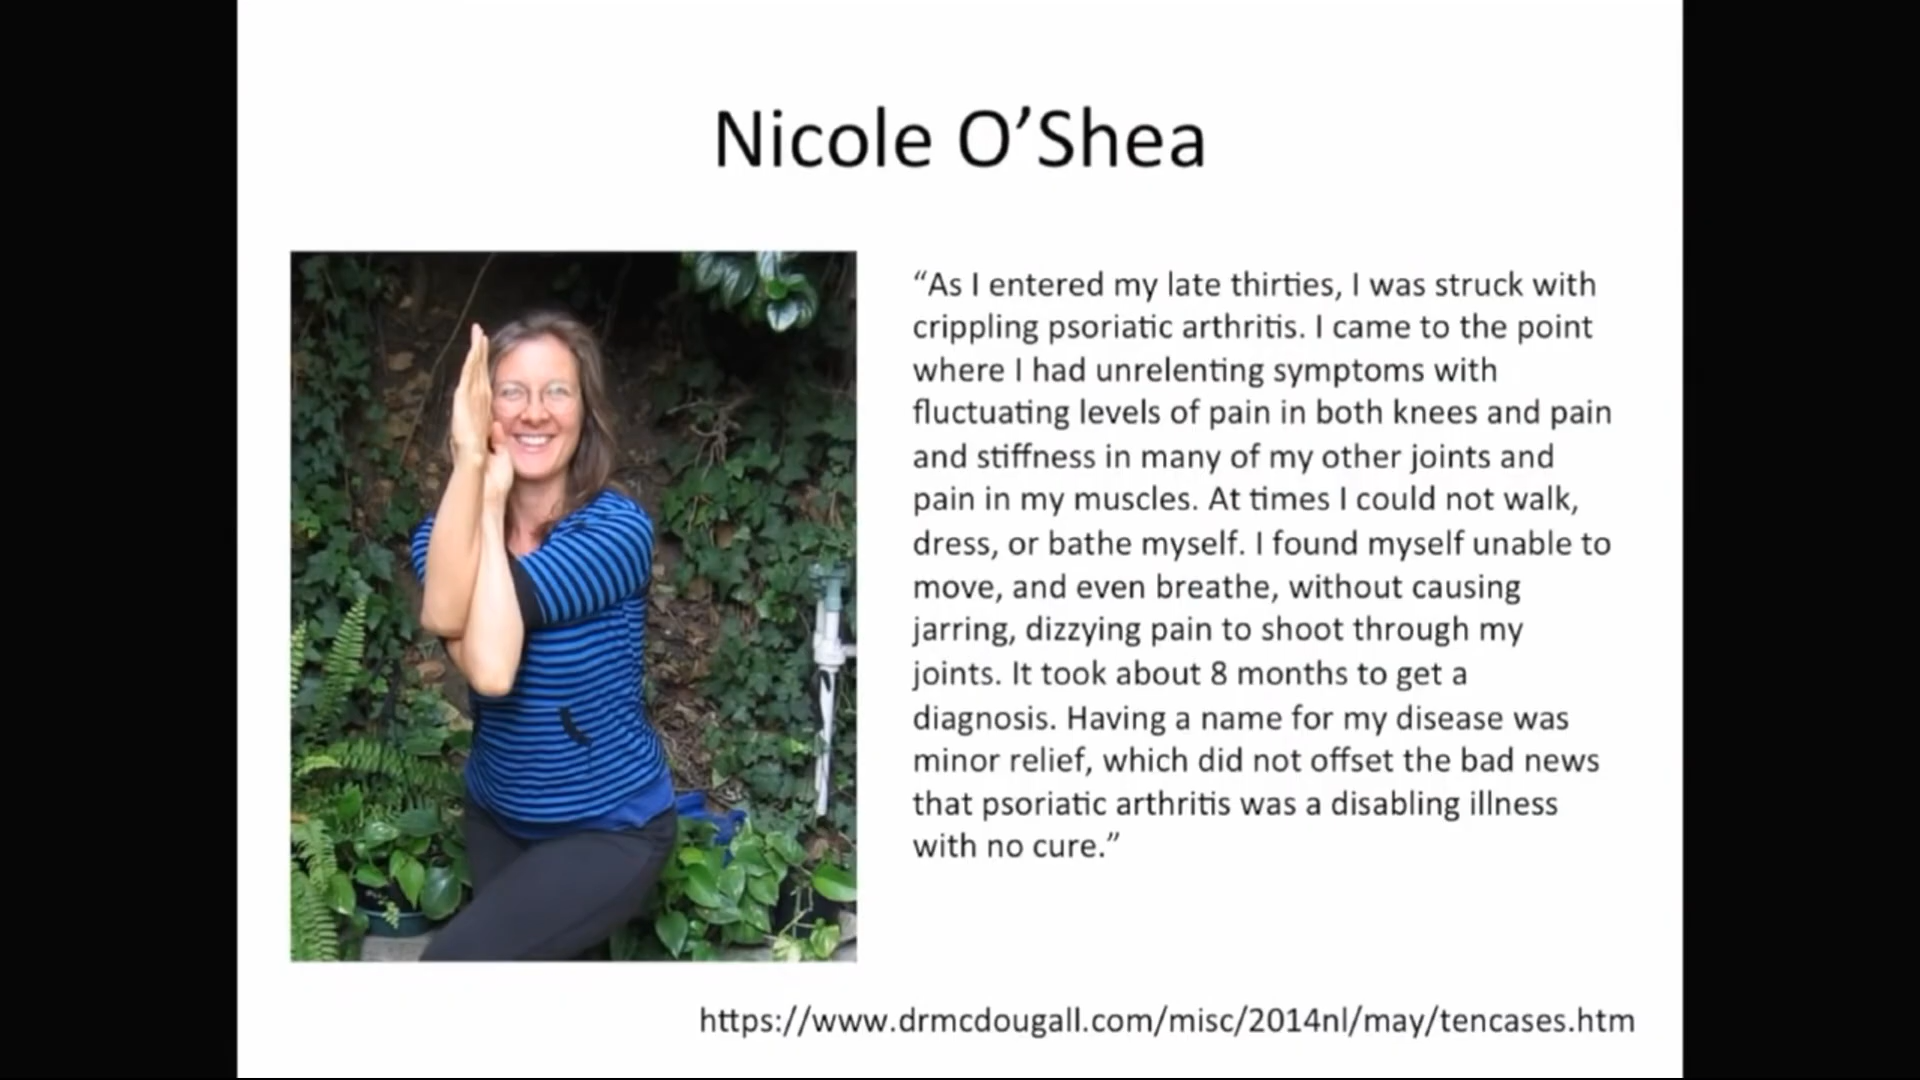 Nicole O’Shea
“As I entered my late thirties, I was struck with
crippling psoriatic arthritis. I came to the point
where I had unrelenting symptoms with
fluctuating levels of pain in both knees and pain
and stiffness in many of my other joints and
pain in my muscles. At times I could not walk,
dress, or bathe myself. I found myself unable to
move, and even breathe, without causing
jarring, dizzying pain to shoot through my
joints. It took about 8 months to get a
diagnosis. Having a name for my disease was
minor relief, which did not offset the bad news
that psoriatic arthritis was a disabling illness
with no cure.”
https://www.drmcdougall.com/misc/2014nl/may/tencases.htm